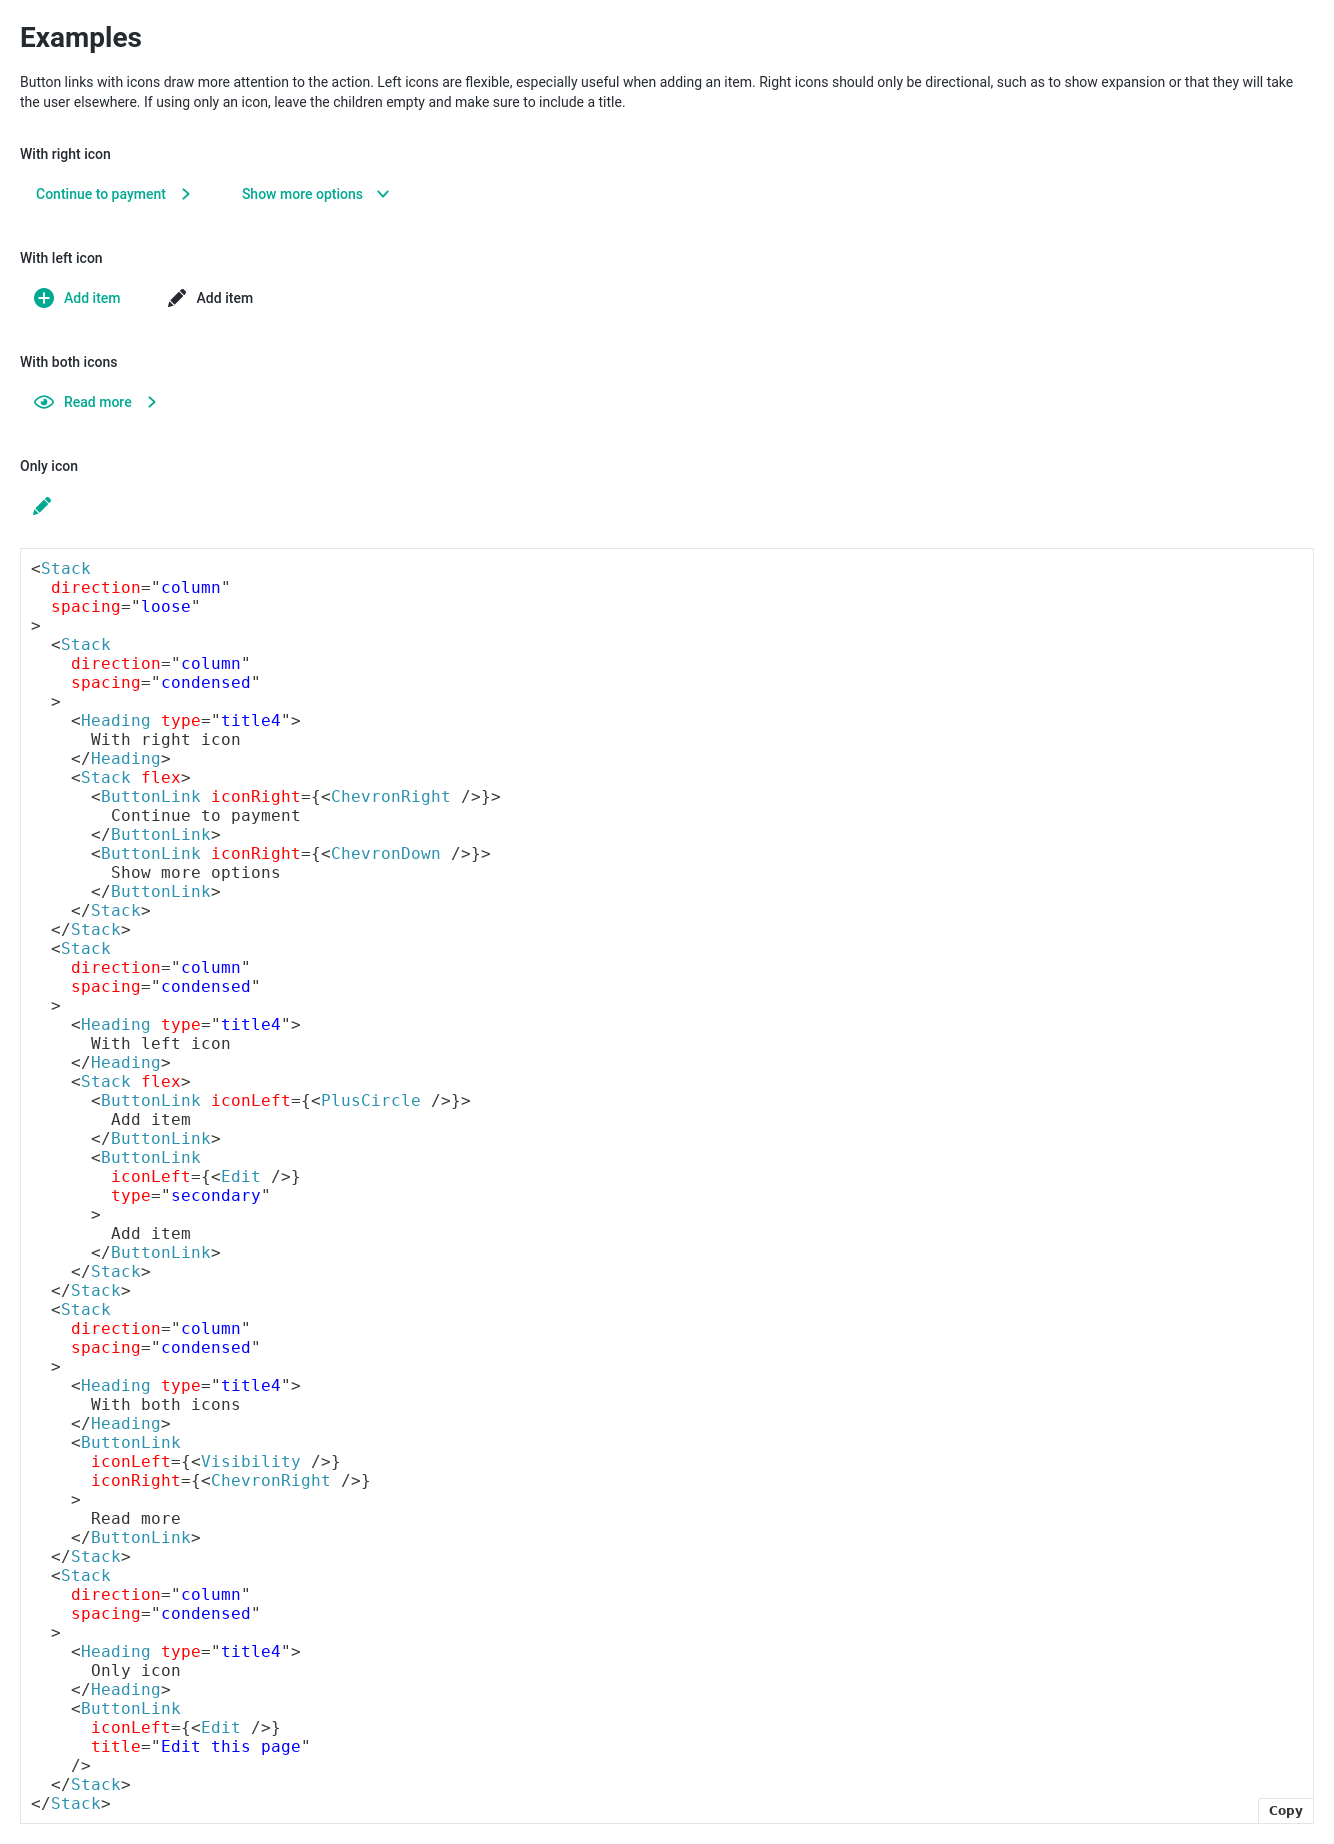 Examples
Button links with icons draw more attention to the action. Left icons are flexible, especially useful when adding an item. Right icons should only be directional, such as to show expansion or that they will take
the user elsewhere. If using only an icon, leave the children empty and make sure to include a title.
With right icon
Continue to payment
Show more options
With left icon
Add item
Add item
With both icons
Read more
Only icon
<Stack
  direction="column"
  spacing="loose"
>
  <Stack
    direction="column"
    spacing="condensed"
  >
    <Heading type="title4">
      With right icon
    </Heading>
    <Stack flex>
      <ButtonLink iconRight={<ChevronRight />}>
        Continue to payment
      </ButtonLink>
      <ButtonLink iconRight={<ChevronDown />}>
        Show more options
      </ButtonLink>
    </Stack>
  </Stack>
  <Stack
    direction="column"
    spacing="condensed"
  >
    <Heading type="title4">
      With left icon
    </Heading>
    <Stack flex>
      <ButtonLink iconLeft={<PlusCircle />}>
        Add item
      </ButtonLink>
      <ButtonLink
        iconLeft={<Edit />}
        type="secondary"
      >
        Add item
      </ButtonLink>
    </Stack>
  </Stack>
  <Stack
    direction="column"
    spacing="condensed"
  >
    <Heading type="title4">
      With both icons
    </Heading>
    <ButtonLink
      iconLeft={<Visibility />}
      iconRight={<ChevronRight />}
    >
      Read more
    </ButtonLink>
  </Stack>
  <Stack
    direction="column"
    spacing="condensed"
  >
    <Heading type="title4">
      Only icon
    </Heading>
    <ButtonLink
      iconLeft={<Edit />}
      title="Edit this page"
    />
  </Stack>
</Stack>
Copy